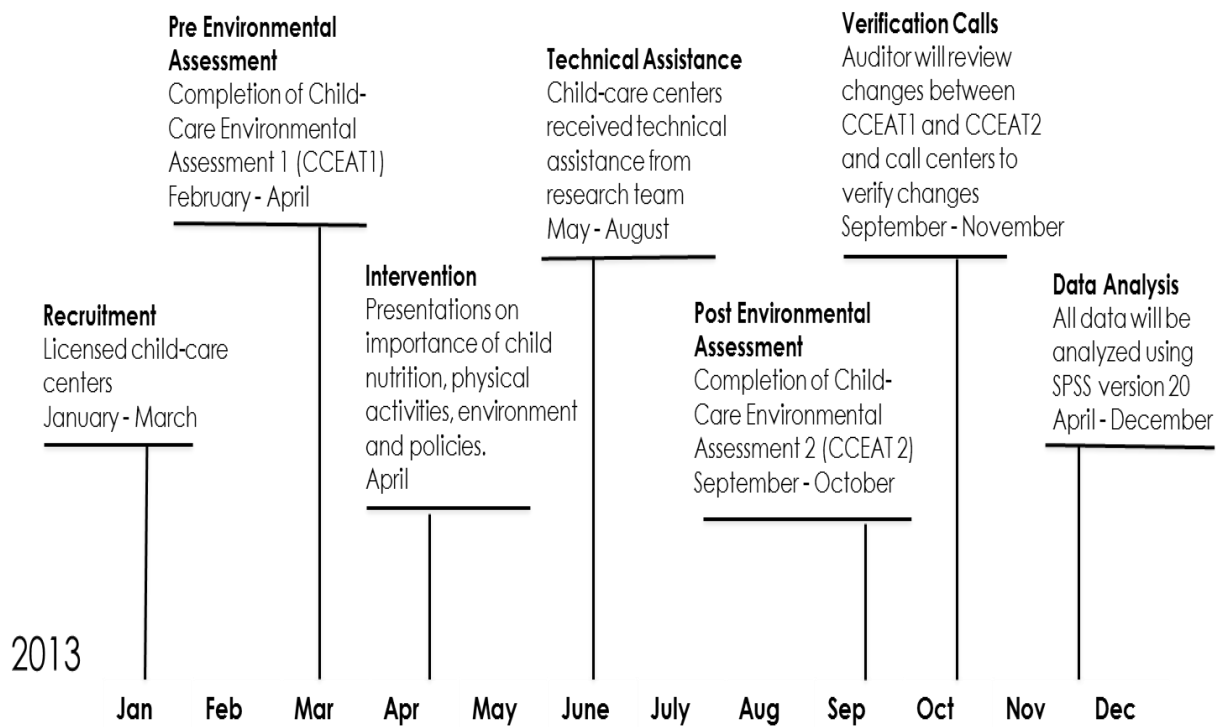 Pre Environmental
Assessment
Completion of Child-
Care Environmental
Assessment 1 (CCEAT1)
February - April
Technical Assistance
Child-care centers
received technical
assistance from
research team
May - August
Verification Calls
Auditor will review
changes between
CCEAT1 and CCEAT2
and call centers to
verify changes
September - November
Recruitment
Licensed child-care
centers
January - March
Intervention
Presentations on
importance of child
nutrition, physical
activities, environment
and policies.
April
Post Environmental
Assessment
Completion of Child-
Care Environmental
Assessment 2 (CCEAT 2)
September - October
Data Analysis
All data will be
analyzed using
SPSS version 20
April - December
2013
Jan Feb Mar Apr May June July Aug Sep Oct Nov Dec